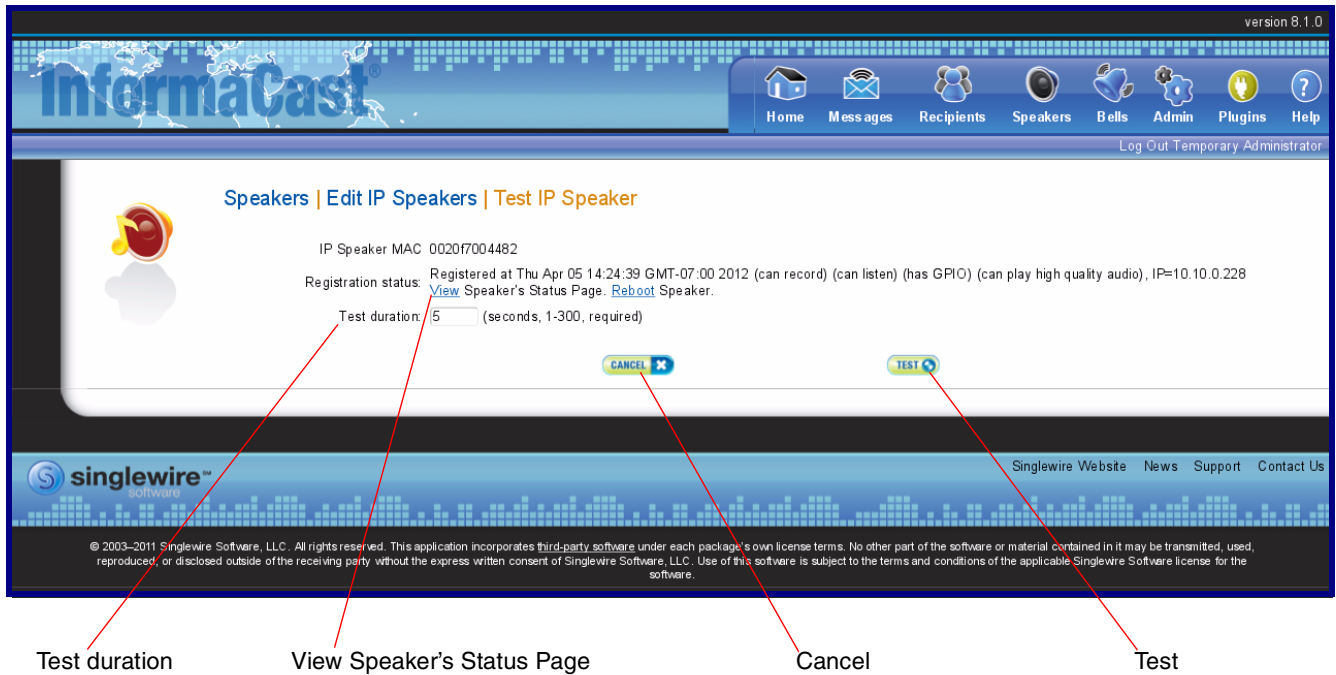 version 8.1.0
InformaCast®
Home Messages Recipients Speakers Bells Admin Plugins Help
Log Out Temporary Administrator
Speakers | Edit IP Speakers | Test IP Speaker
IP Speaker MAC 0020f7004482
Registration status: Registered at Thu Apr 05 14:24:39 GMT-07:00 2012 (can record) (can listen) (has GPIO) (can play high quality audio), IP=10.10.0.228
View Speaker's Status Page. Reboot Speaker.
Test duration: 5 (seconds, 1-300, required)
CANCEL TEST
singlewire℠
software
Singlewire Website News Support Contact Us
© 2003–2011 Singlewire Software, LLC. All rights reserved. This application incorporates third-party software under each package's own license terms. No other part of the software or material contained in it may be transmitted, used,
reproduced, or disclosed outside of the receiving party without the express written consent of Singlewire Software, LLC. Use of this software is subject to the terms and conditions of the applicable Singlewire Software license for the
software.
Test duration View Speaker’s Status Page Cancel Test